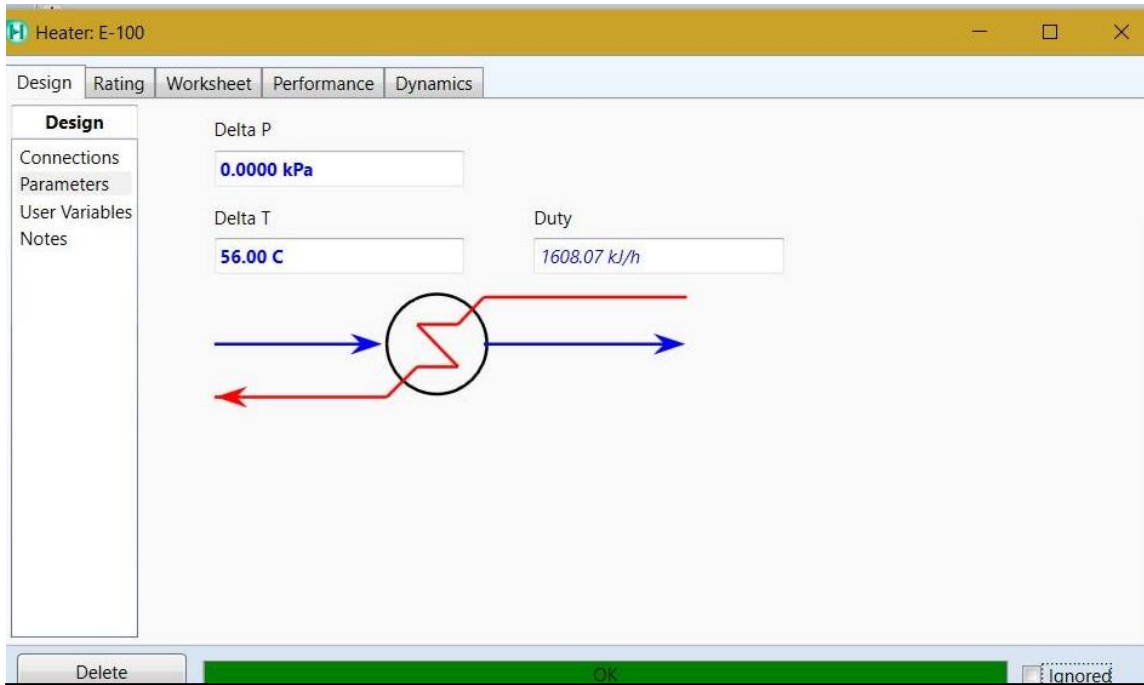 Heater: E-100
Design Rating Worksheet Performance Dynamics
Design
Connections
Parameters
User Variables
Notes
Delta P
0.0000 kPa
Delta T
56.00 C
Duty
1608.07 kJ/h
Delete
OK
Ignored